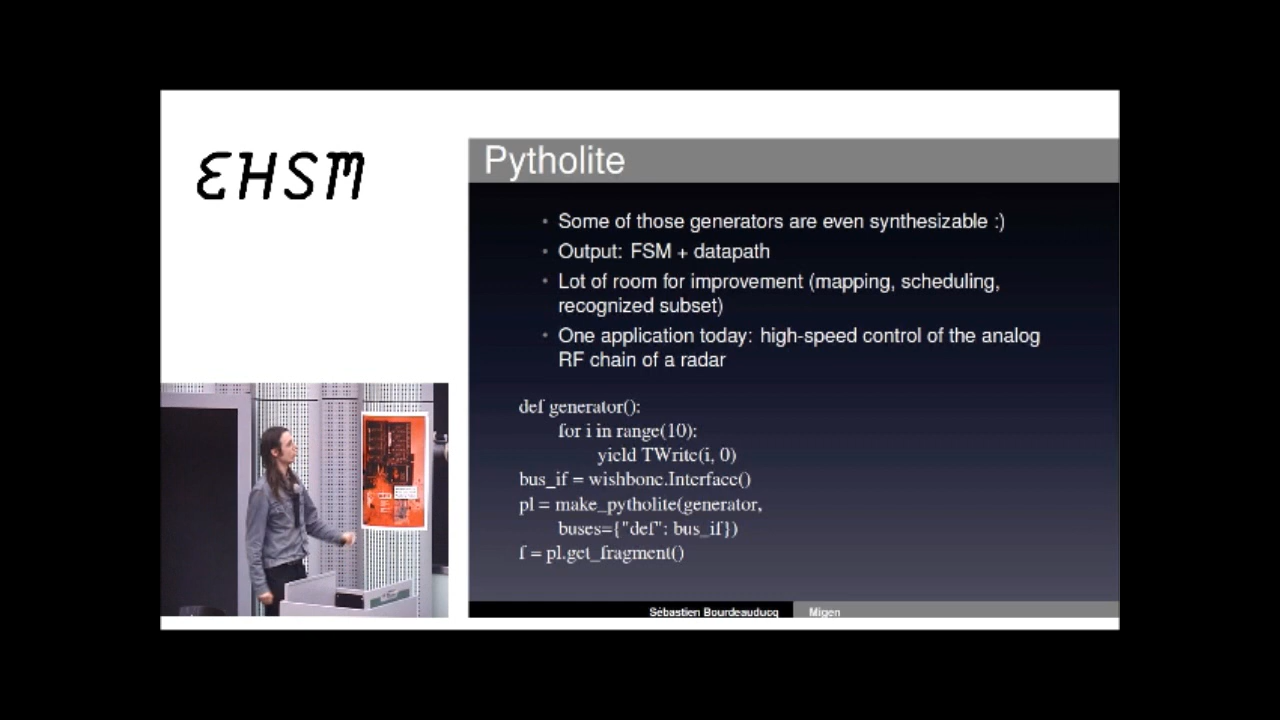 EHSM
Pytholite
Some of those generators are even synthesizable :)
Output: FSM + datapath
Lot of room for improvement (mapping, scheduling,
recognized subset)
One application today: high-speed control of the analog
RF chain of a radar
def generator():
for i in range(10):
yield TWrite(i, 0)
bus_if = wishbone.Interface()
pl = make_pytholite(generator,
buses={"def": bus_if})
f = pl.get_fragment()
Sébastien Bourdeauducq
Migen